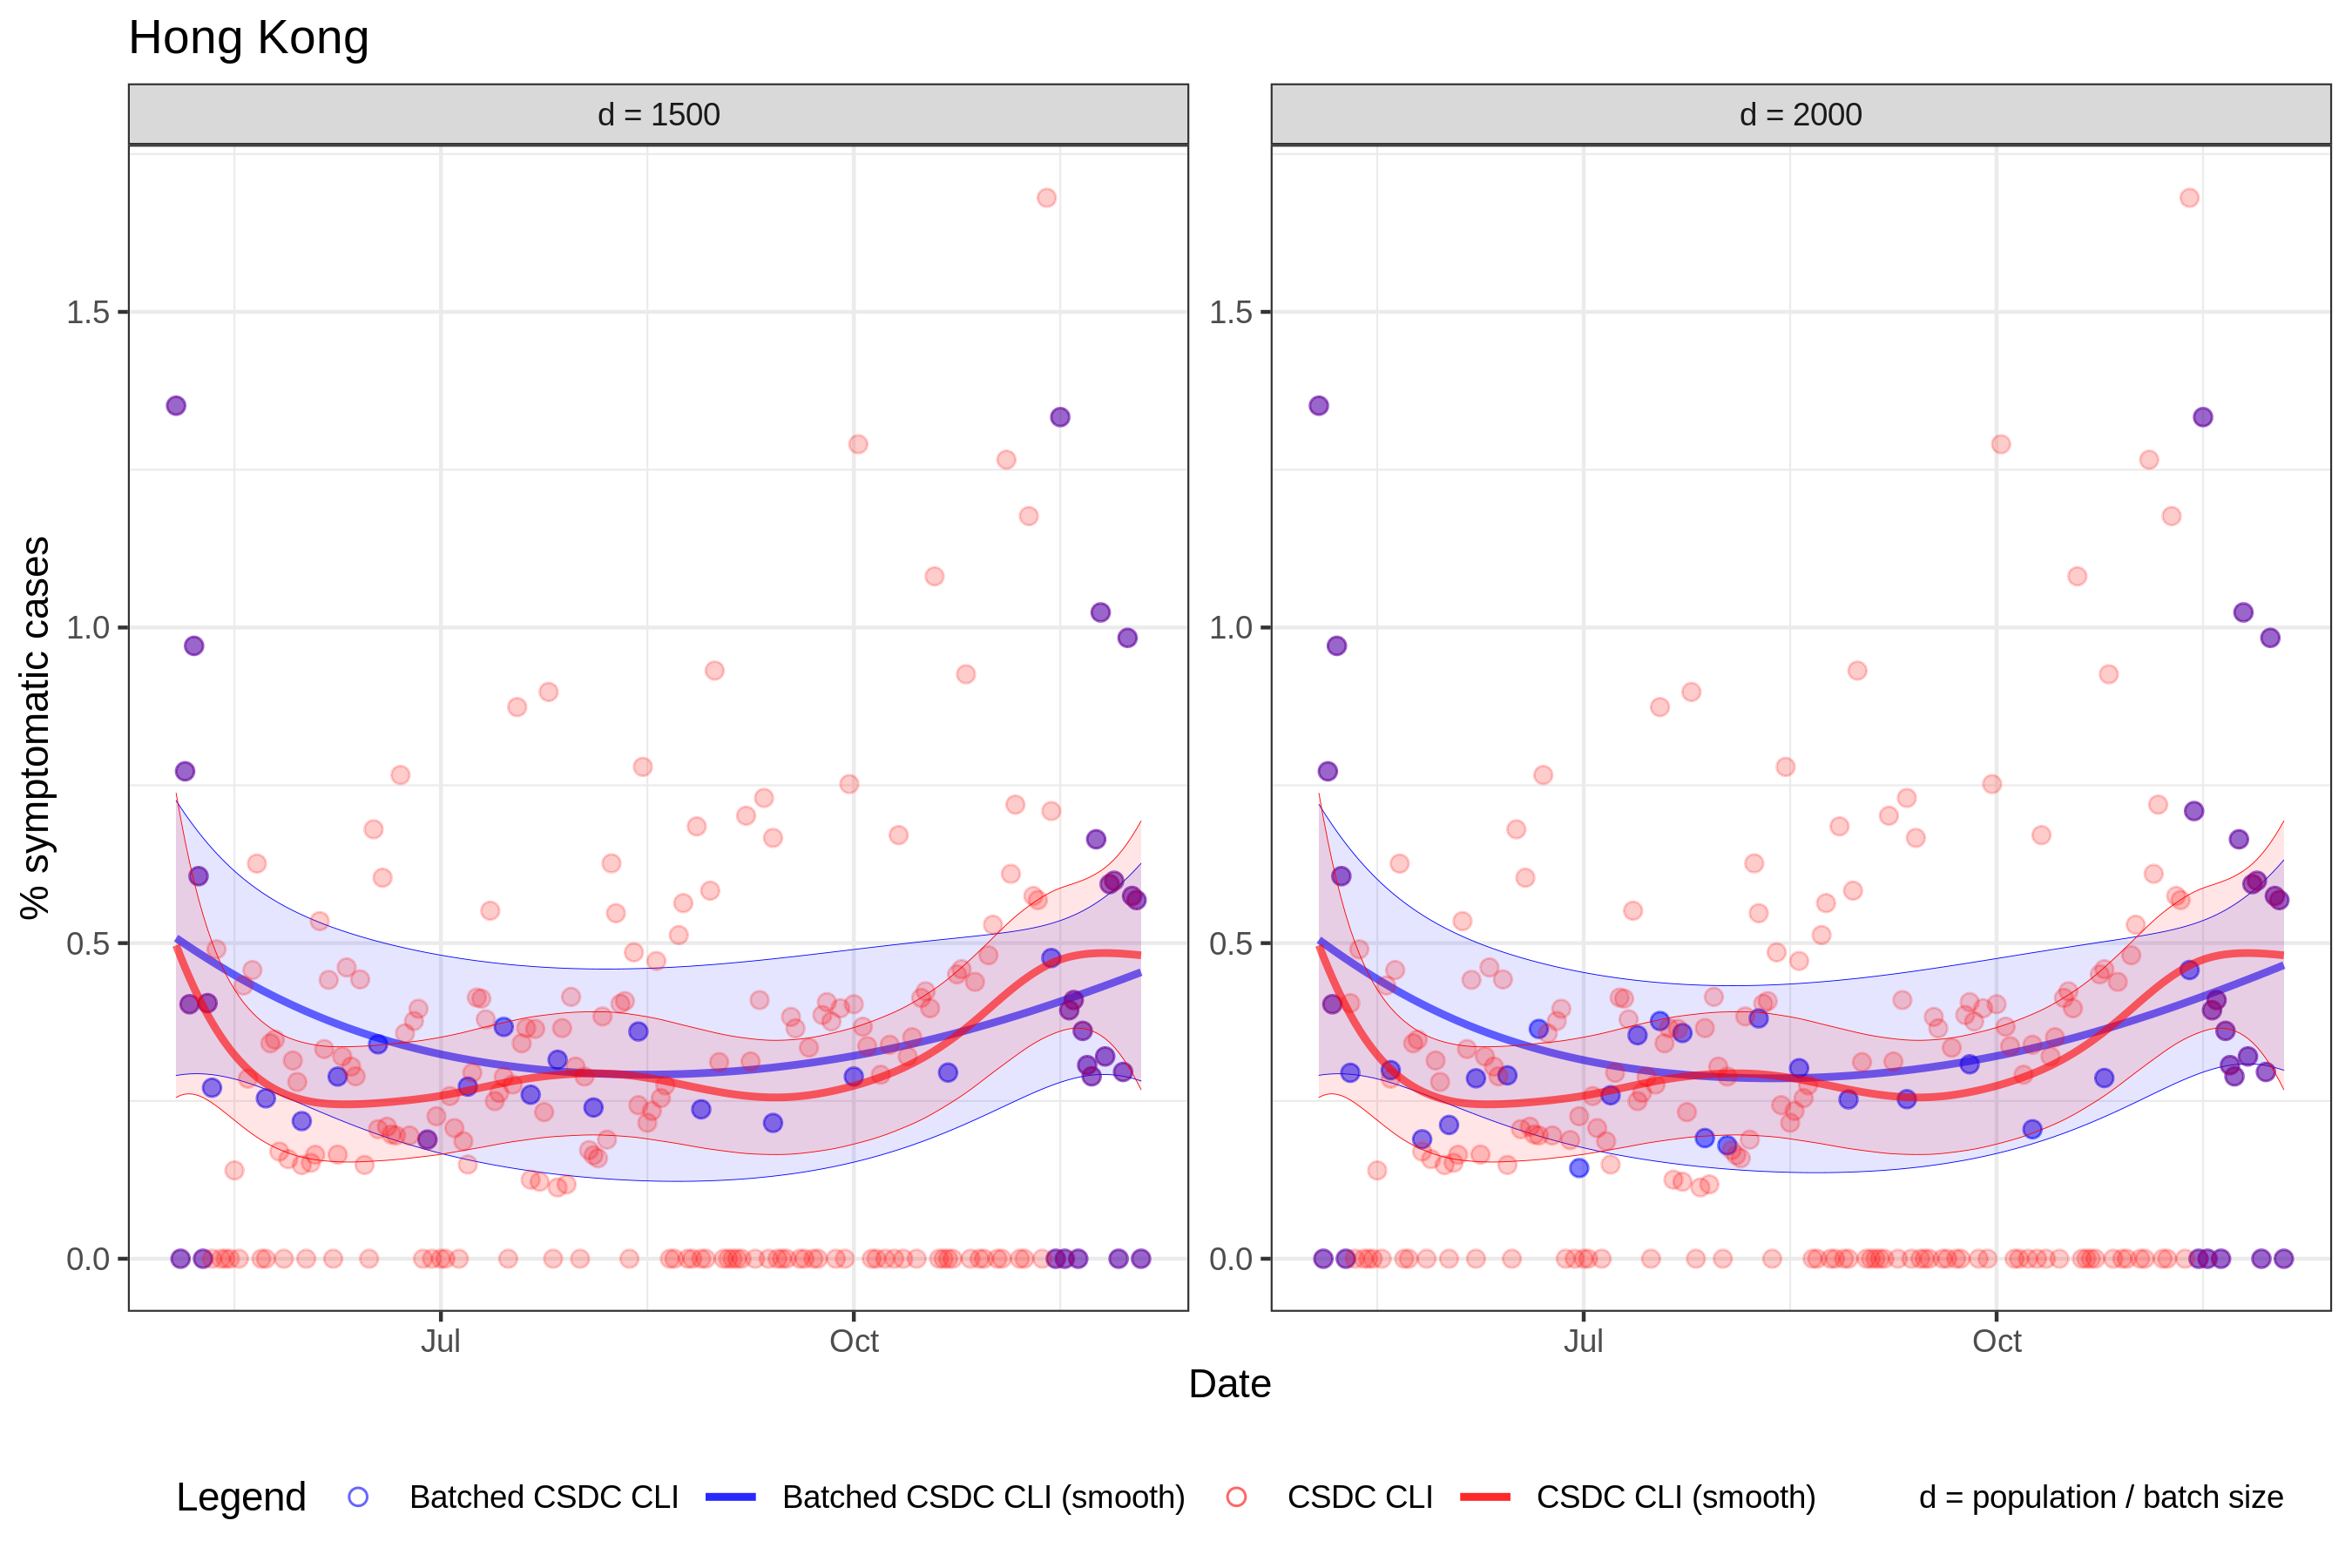 Hong Kong
d = 1500
d = 2000
% symptomatic cases
1.5
1.0
0.5
0.0
1.5
1.0
0.5
0.0
Jul
Oct
Jul
Oct
Date
Legend
Batched CSDC CLI
Batched CSDC CLI (smooth)
CSDC CLI
CSDC CLI (smooth)
d = population / batch size